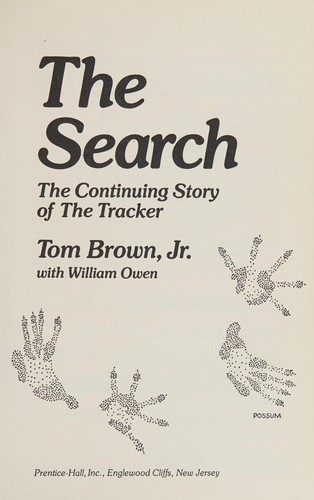 The
Search
The Continuing Story
of The Tracker
Tom Brown, Jr.
with William Owen
POSSUM
Prentice-Hall, Inc., Englewood Cliffs, New Jersey